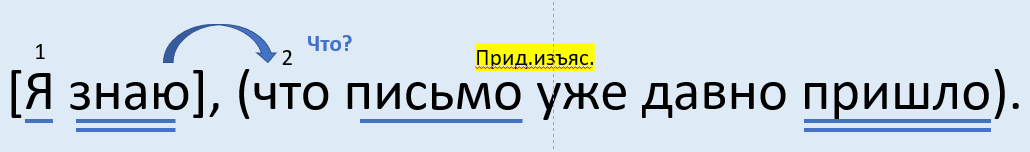 1 2 Что?
Прид.изъяс.
[Я знаю], (что письмо уже давно пришло).